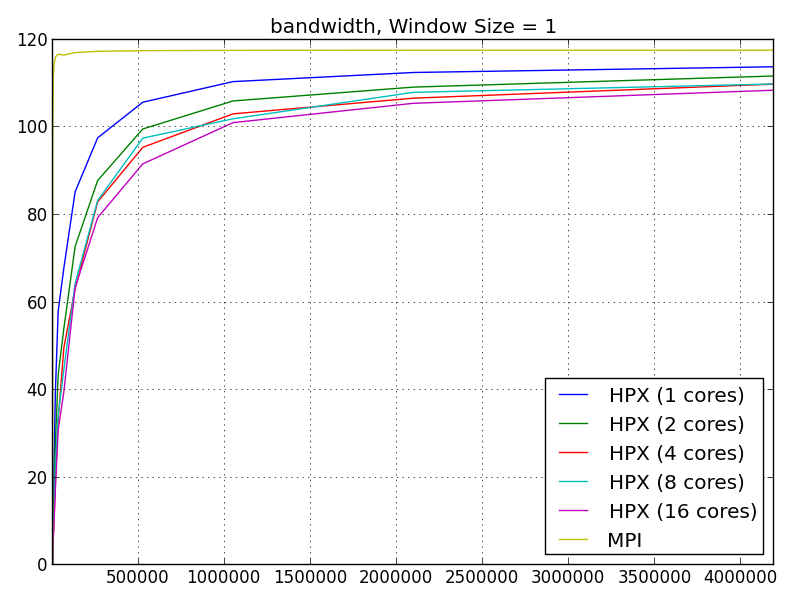 bandwidth, Window Size = 1
120
100
80
60
40
20
0
500000 1000000 1500000 2000000 2500000 3000000 3500000 4000000
HPX (1 cores)
HPX (2 cores)
HPX (4 cores)
HPX (8 cores)
HPX (16 cores)
MPI